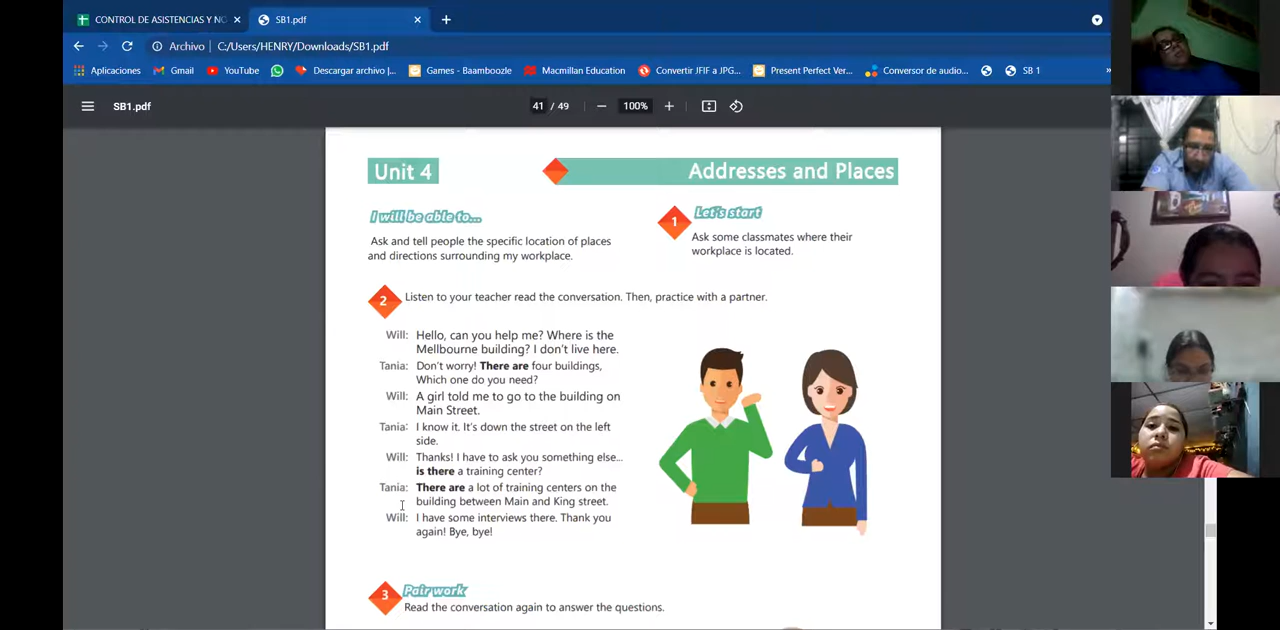 CONTROL DE ASISTENCIAS Y NO
SB1.pdf
Archivo
C:/Users/HENRY/Downloads/SB1.pdf
Aplicaciones
Gmail
YouTube
Descargar archivo |...
Games - Baamboozle
Macmillan Education
Convertir JFIF a JPG...
Present Perfect Ver...
Conversor de audio...
SB 1
»
SB1.pdf
41 / 49
100%
Unit 4
Addresses and Places
I will be able to...
Ask and tell people the specific location of places
and directions surrounding my workplace.
1
Let's start
Ask some classmates where their
workplace is located.
2
Listen to your teacher read the conversation. Then, practice with a partner.
Will: Hello, can you help me? Where is the
Mellbourne building? I don't live here.
Tania: Don't worry! There are four buildings,
Which one do you need?
Will: A girl told me to go to the building on
Main Street.
Tania: I know it. It's down the street on the left
side.
Will: Thanks! I have to ask you something else...
is there a training center?
Tania: There are a lot of training centers on the
building between Main and King street.
Will: I have some interviews there. Thank you
again! Bye, bye!
3
Pair work
Read the conversation again to answer the questions.